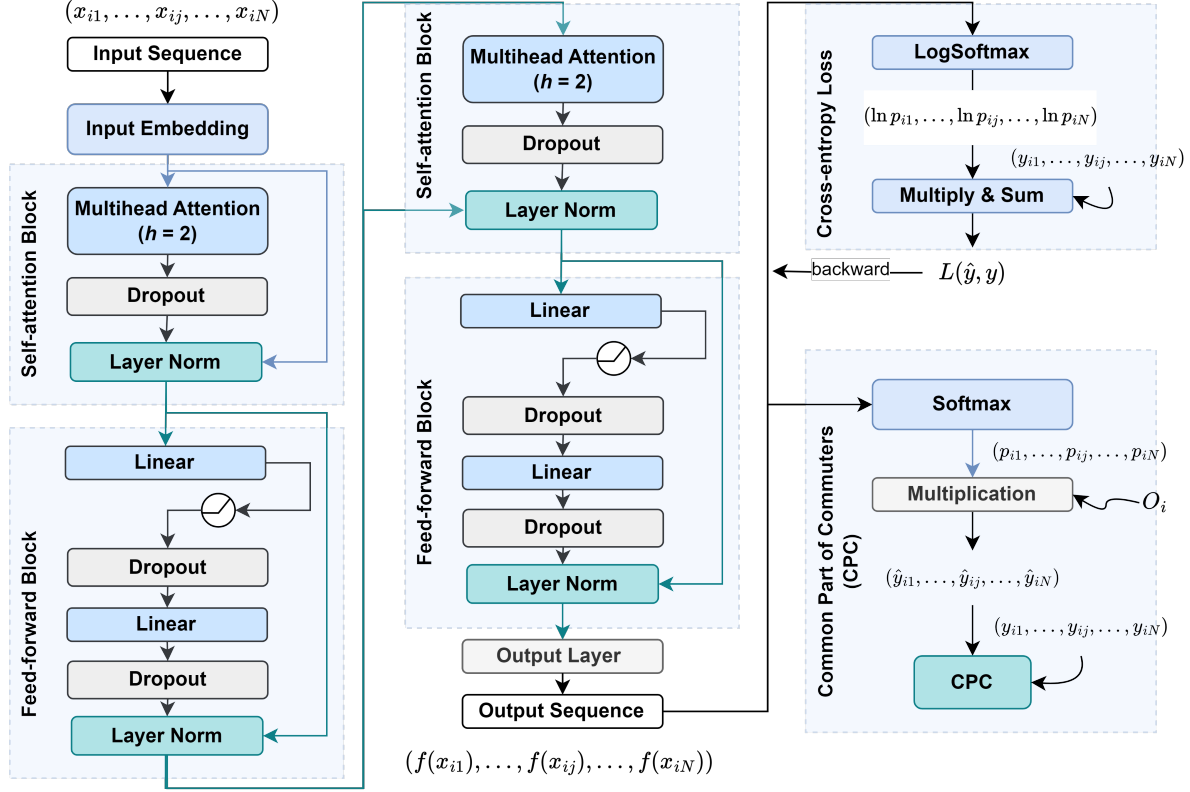 (x_{i1}, . . . , x_{ij}, . . . , x_{iN})
Input Sequence
Input Embedding
Self-attention Block
Multihead Attention
(h = 2)
Dropout
Layer Norm
Feed-forward Block
Linear
Dropout
Linear
Dropout
Layer Norm
Self-attention Block
Multihead Attention
(h = 2)
Dropout
Layer Norm
Feed-forward Block
Linear
Dropout
Linear
Dropout
Layer Norm
Output Layer
Output Sequence
(f(x_{i1}), . . . , f(x_{ij}), . . . , f(x_{iN}))
Cross-entropy Loss
LogSoftmax
(ln p_{i1}, . . . , ln p_{ij}, . . . , ln p_{iN})
(y_{i1}, . . . , y_{ij}, . . . , y_{iN})
Multiply & Sum
backward
L(ŷ, y)
Common Part of Commuters
(CPC)
Softmax
(p_{i1}, . . . , p_{ij}, . . . , p_{iN})
Multiplication
O_i
(ŷ_{i1}, . . . , ŷ_{ij}, . . . , ŷ_{iN})
(y_{i1}, . . . , y_{ij}, . . . , y_{iN})
CPC